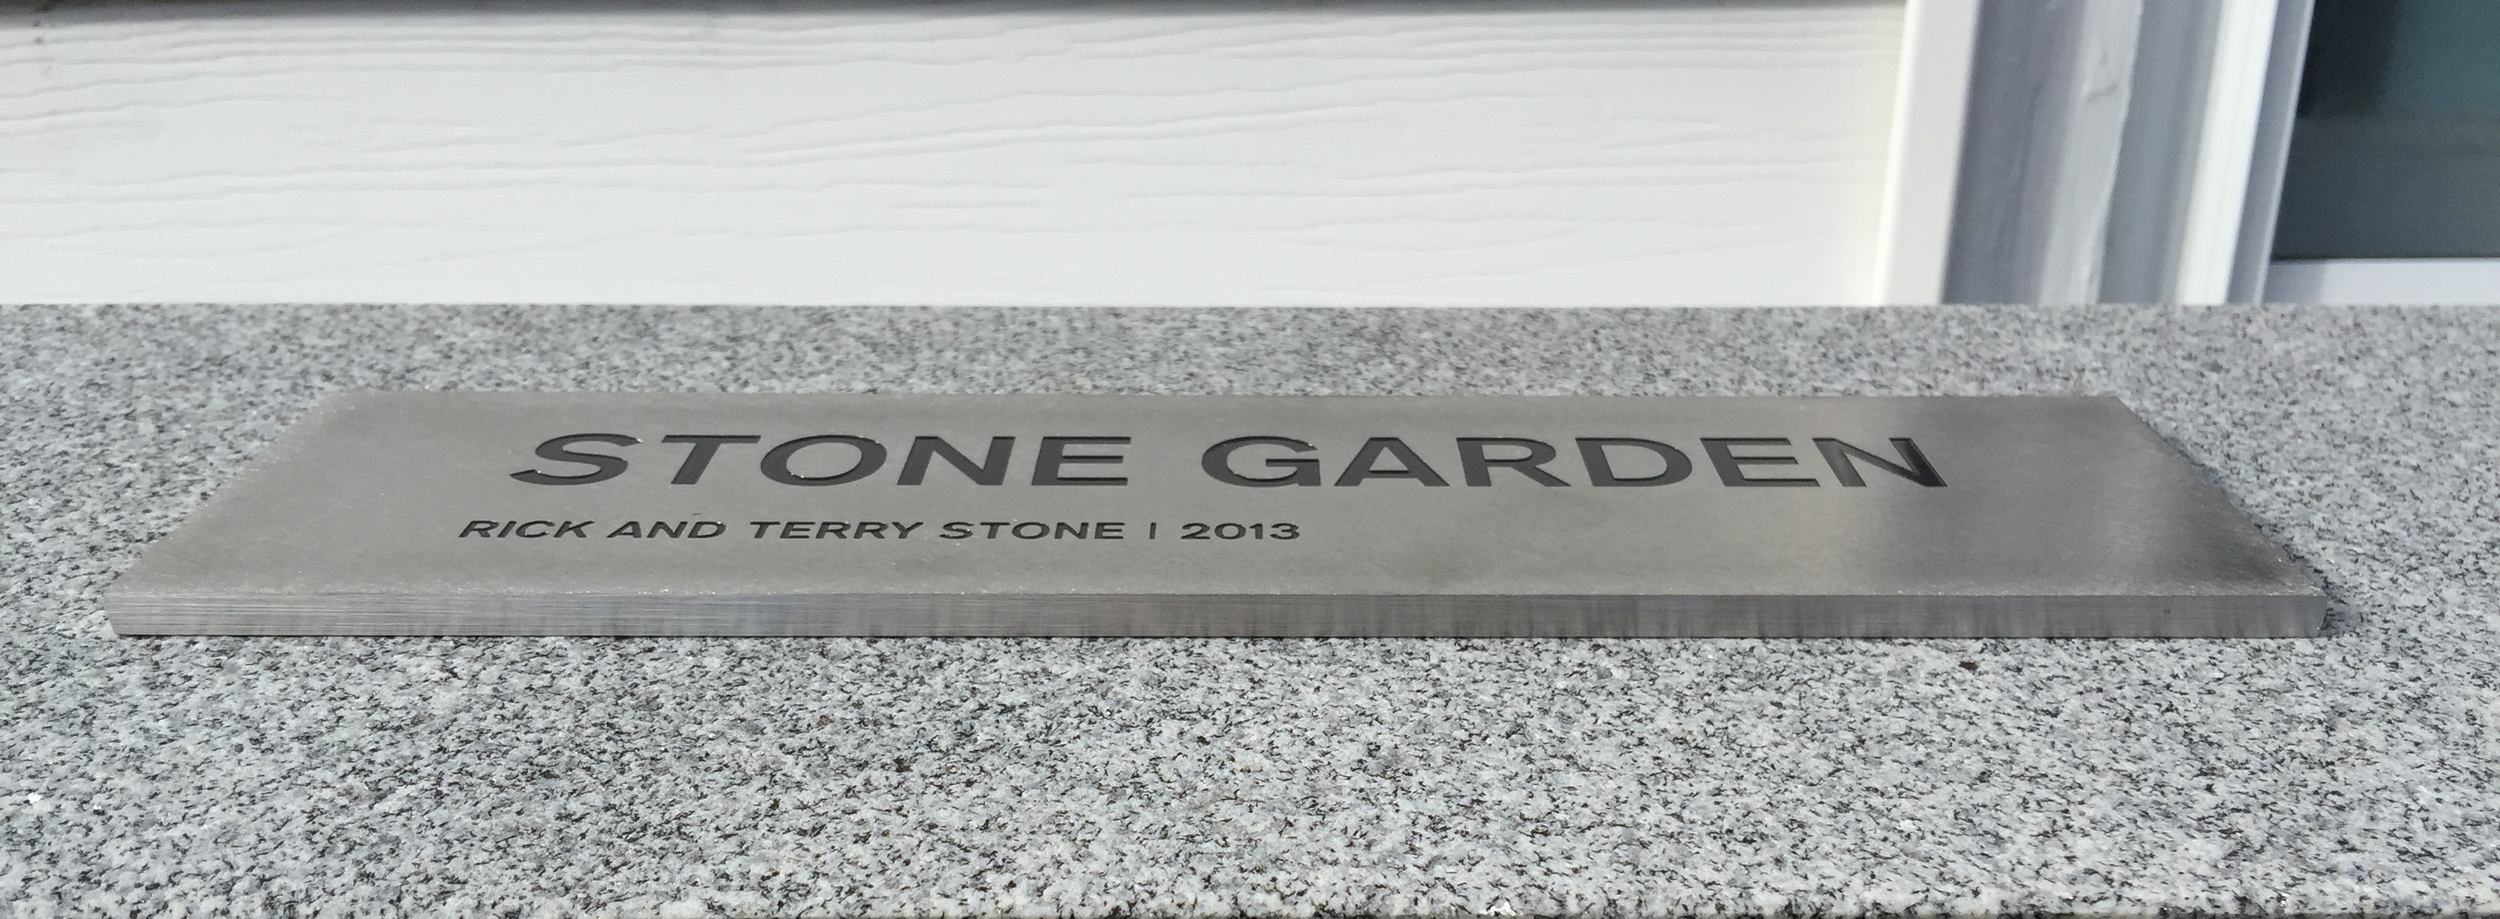 STONE GARDEN
RICK AND TERRY STONE | 2013